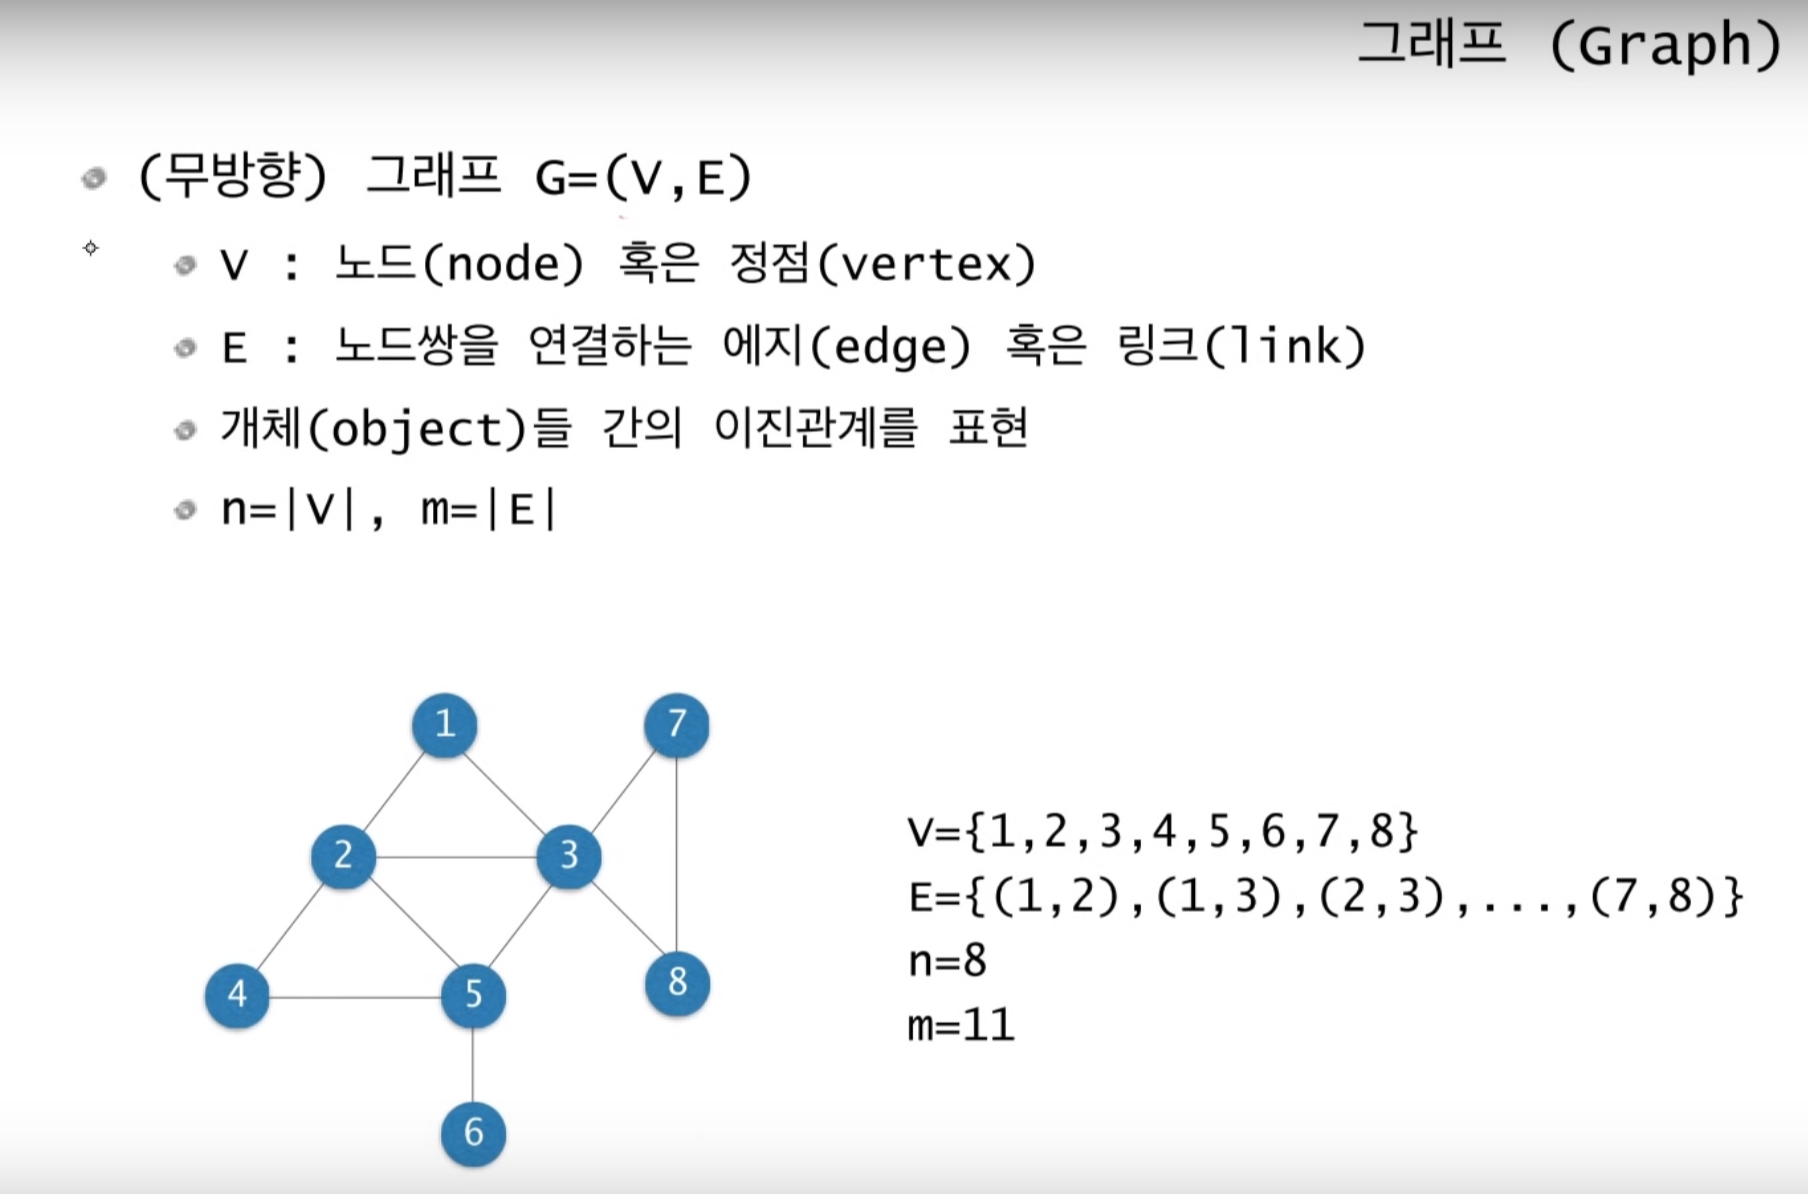 그래프 (Graph)
(무방향) 그래프 G=(V,E)
V : 노드(node) 혹은 정점(vertex)
E : 노드쌍을 연결하는 에지(edge) 혹은 링크(link)
개체(object)들 간의 이진관계를 표현
n=|V|, m=|E|
1
7
2
3
4
5
8
6
V={1,2,3,4,5,6,7,8}
E={(1,2),(1,3),(2,3),...,(7,8)}
n=8
m=11